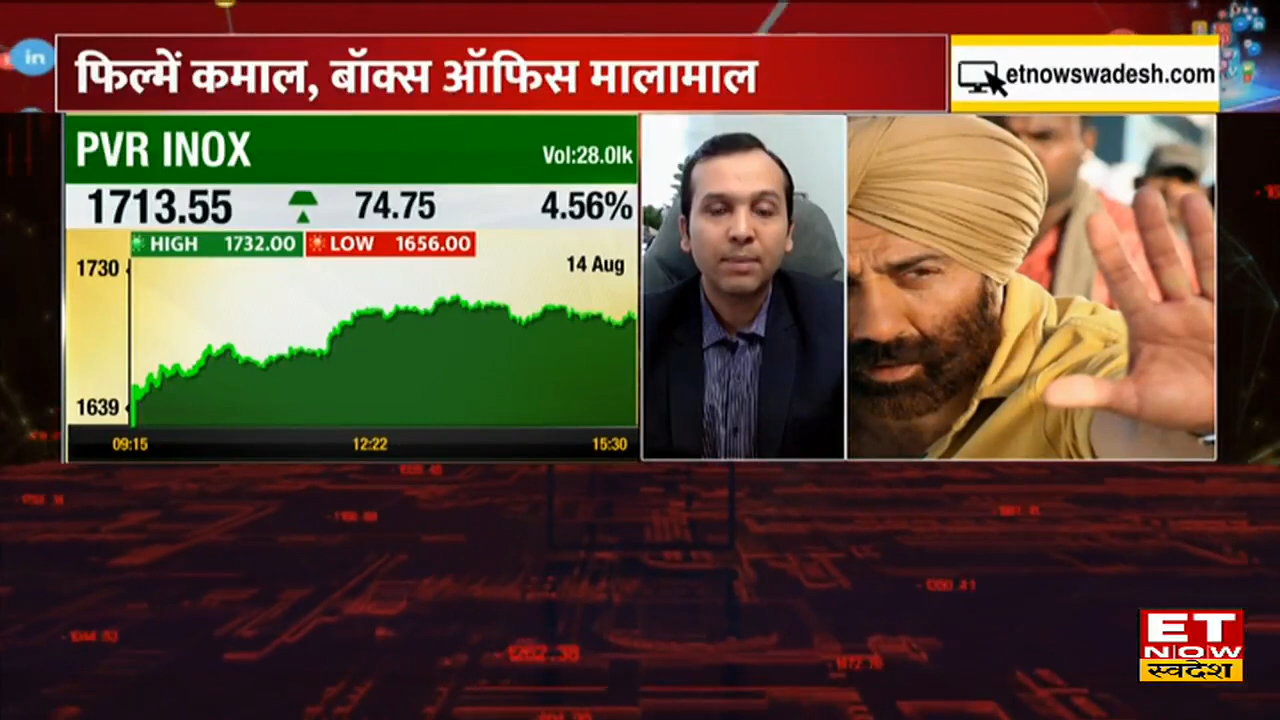 in
फिल्में कमाल, बॉक्स ऑफिस मालामाल
etnowswadesh.com
PVR INOX
Vol:28.0lk
1713.55 74.75 4.56%
HIGH 1732.00 LOW 1656.00
14 Aug
1730
1639
09:15 12:22 15:30
ET
NOW
स्वदेश